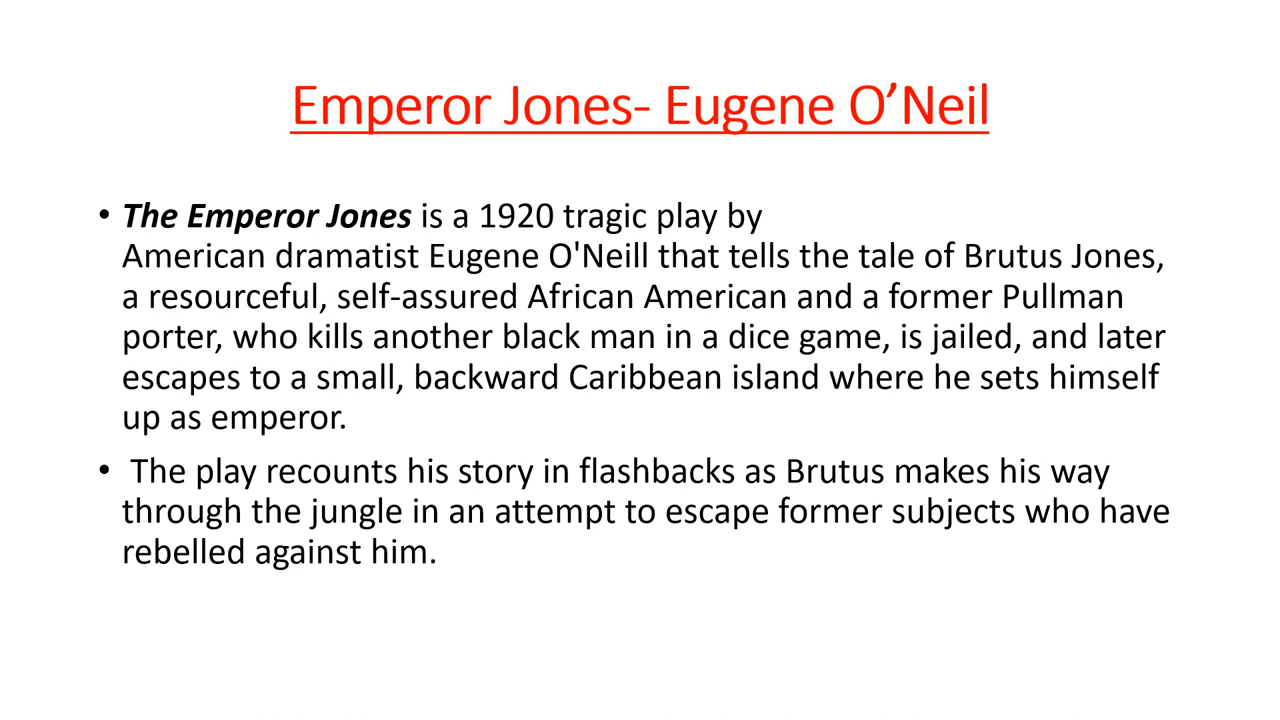 Emperor Jones- Eugene O’Neil
• The Emperor Jones is a 1920 tragic play by
American dramatist Eugene O'Neill that tells the tale of Brutus Jones,
a resourceful, self-assured African American and a former Pullman
porter, who kills another black man in a dice game, is jailed, and later
escapes to a small, backward Caribbean island where he sets himself
up as emperor.
• The play recounts his story in flashbacks as Brutus makes his way
through the jungle in an attempt to escape former subjects who have
rebelled against him.